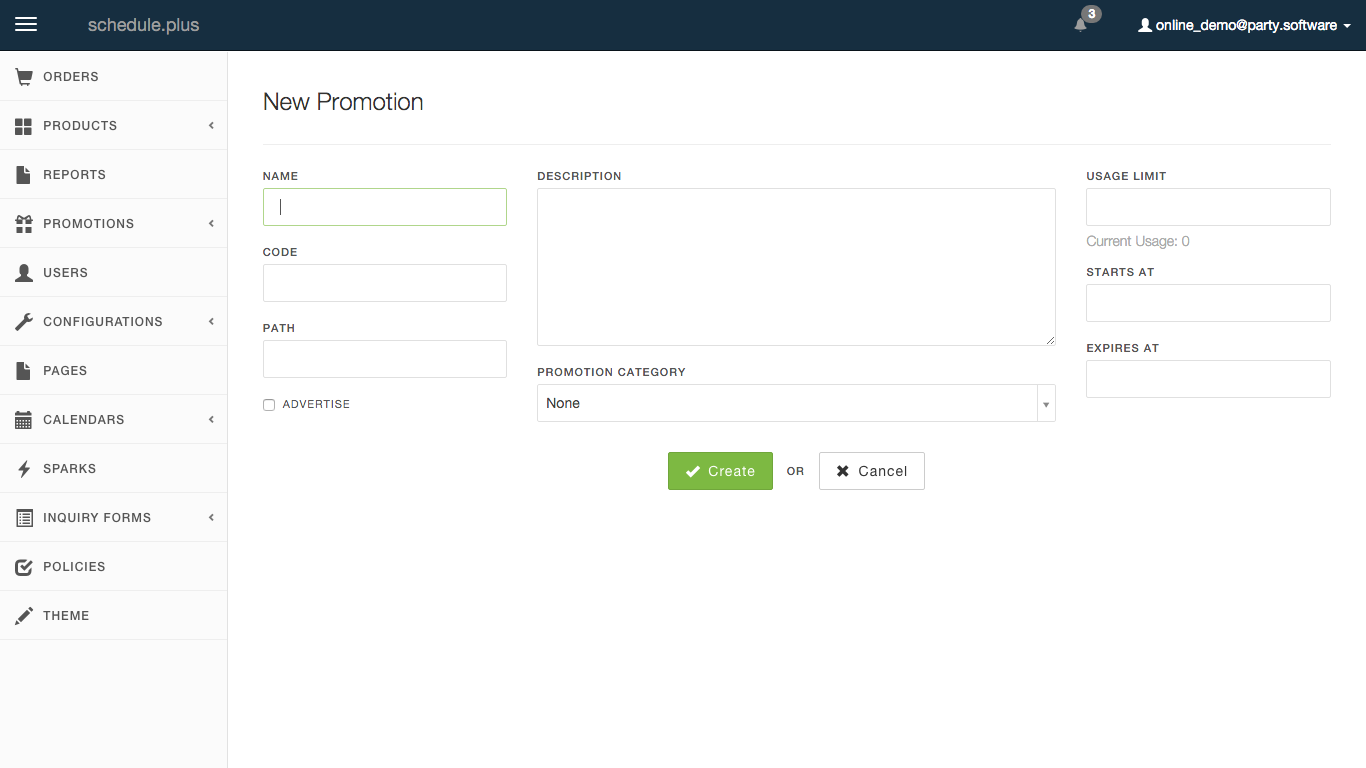 schedule.plus
3
online_demo@party.software
ORDERS
PRODUCTS
REPORTS
PROMOTIONS
USERS
CONFIGURATIONS
PAGES
CALENDARS
SPARKS
INQUIRY FORMS
POLICIES
THEME
New Promotion
NAME
CODE
PATH
ADVERTISE
DESCRIPTION
PROMOTION CATEGORY
None
USAGE LIMIT
Current Usage: 0
STARTS AT
EXPIRES AT
Create OR Cancel